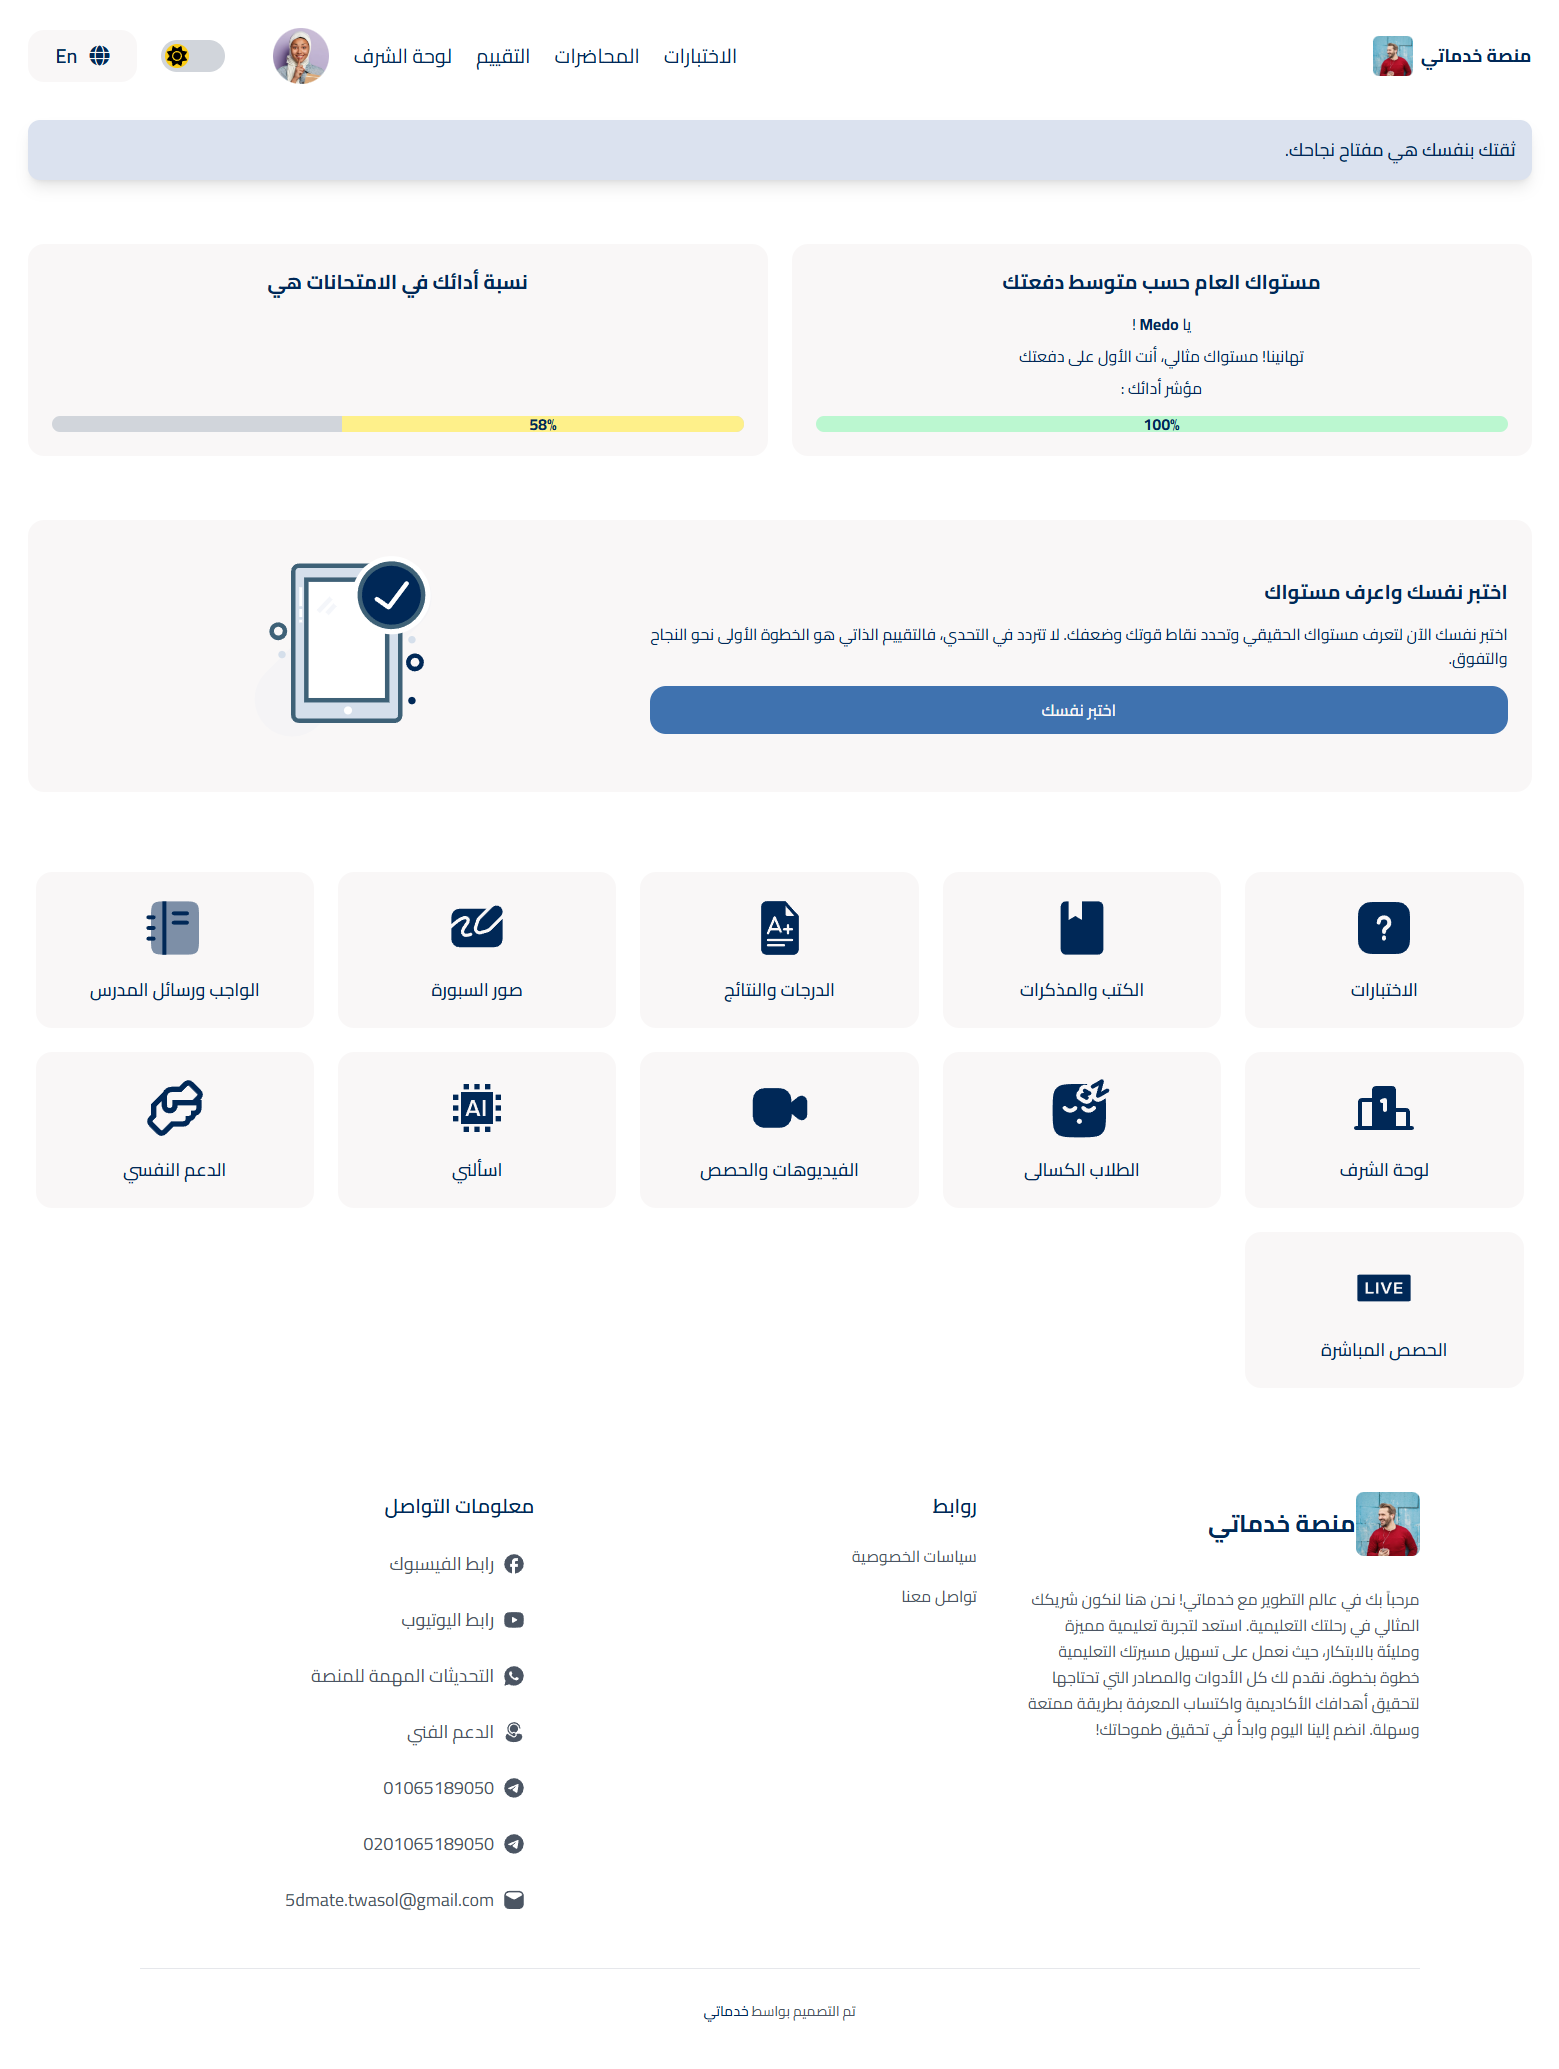 منصة خدماتي
الاختبارات
المحاضرات
التقييم
لوحة الشرف
En
ثقتك بنفسك هي مفتاح نجاحك.
مستواك العام حسب متوسط دفعتك
يا Medo !
تهانينا! مستواك مثالي، أنت الأول على دفعتك
مؤشر أدائك :
100%
نسبة أدائك في الامتحانات هي
58%
اختبر نفسك واعرف مستواك
اختبر نفسك الآن لتعرف مستواك الحقيقي وتحدد نقاط قوتك وضعفك. لا تتردد في التحدي، فالتقييم الذاتي هو الخطوة الأولى نحو النجاح
والتفوق.
اختبر نفسك
?
الاختبارات
الكتب والمذكرات
A+
الدرجات والنتائج
صور السبورة
الواجب ورسائل المدرس
1
لوحة الشرف
الطلاب الكسالى
الفيديوهات والحصص
AI
اسألني
الدعم النفسي
LIVE
الحصص المباشرة
منصة خدماتي
مرحباً بك في عالم التطوير مع خدماتي! نحن هنا لنكون شريكك
المثالي في رحلتك التعليمية. استعد لتجربة تعليمية مميزة
ومليئة بالابتكار، حيث نعمل على تسهيل مسيرتك التعليمية
خطوة بخطوة. نقدم لك كل الأدوات والمصادر التي تحتاجها
لتحقيق أهدافك الأكاديمية واكتساب المعرفة بطريقة ممتعة
وسهلة. انضم إلينا اليوم وابدأ في تحقيق طموحاتك!
روابط
سياسات الخصوصية
تواصل معنا
معلومات التواصل
رابط الفيسبوك
رابط اليوتيوب
التحديثات المهمة للمنصة
الدعم الفني
01065189050
0201065189050
5dmate.twasol@gmail.com
تم التصميم بواسط خدماتي